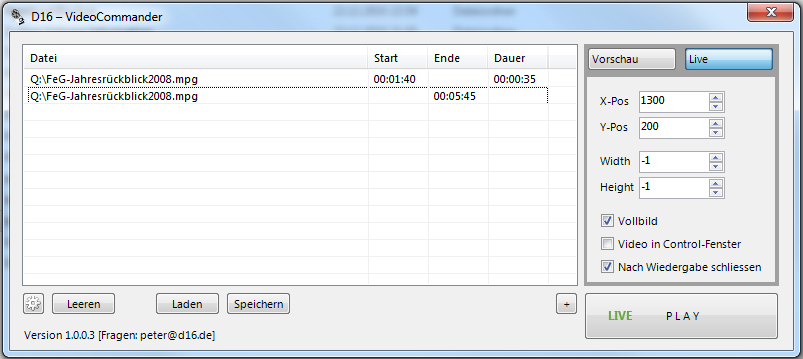 D16 – VideoCommander
Datei Start Ende Dauer
Q:\FeG-Jahresrückblick2008.mpg 00:01:40 00:00:35
Q:\FeG-Jahresrückblick2008.mpg 00:05:45
Vorschau Live
X-Pos 1300
Y-Pos 200
Width -1
Height -1
Vollbild
Video in Control-Fenster
Nach Wiedergabe schliessen
Leeren Laden Speichern +
LIVE PLAY
Version 1.0.0.3 [Fragen: peter@d16.de]